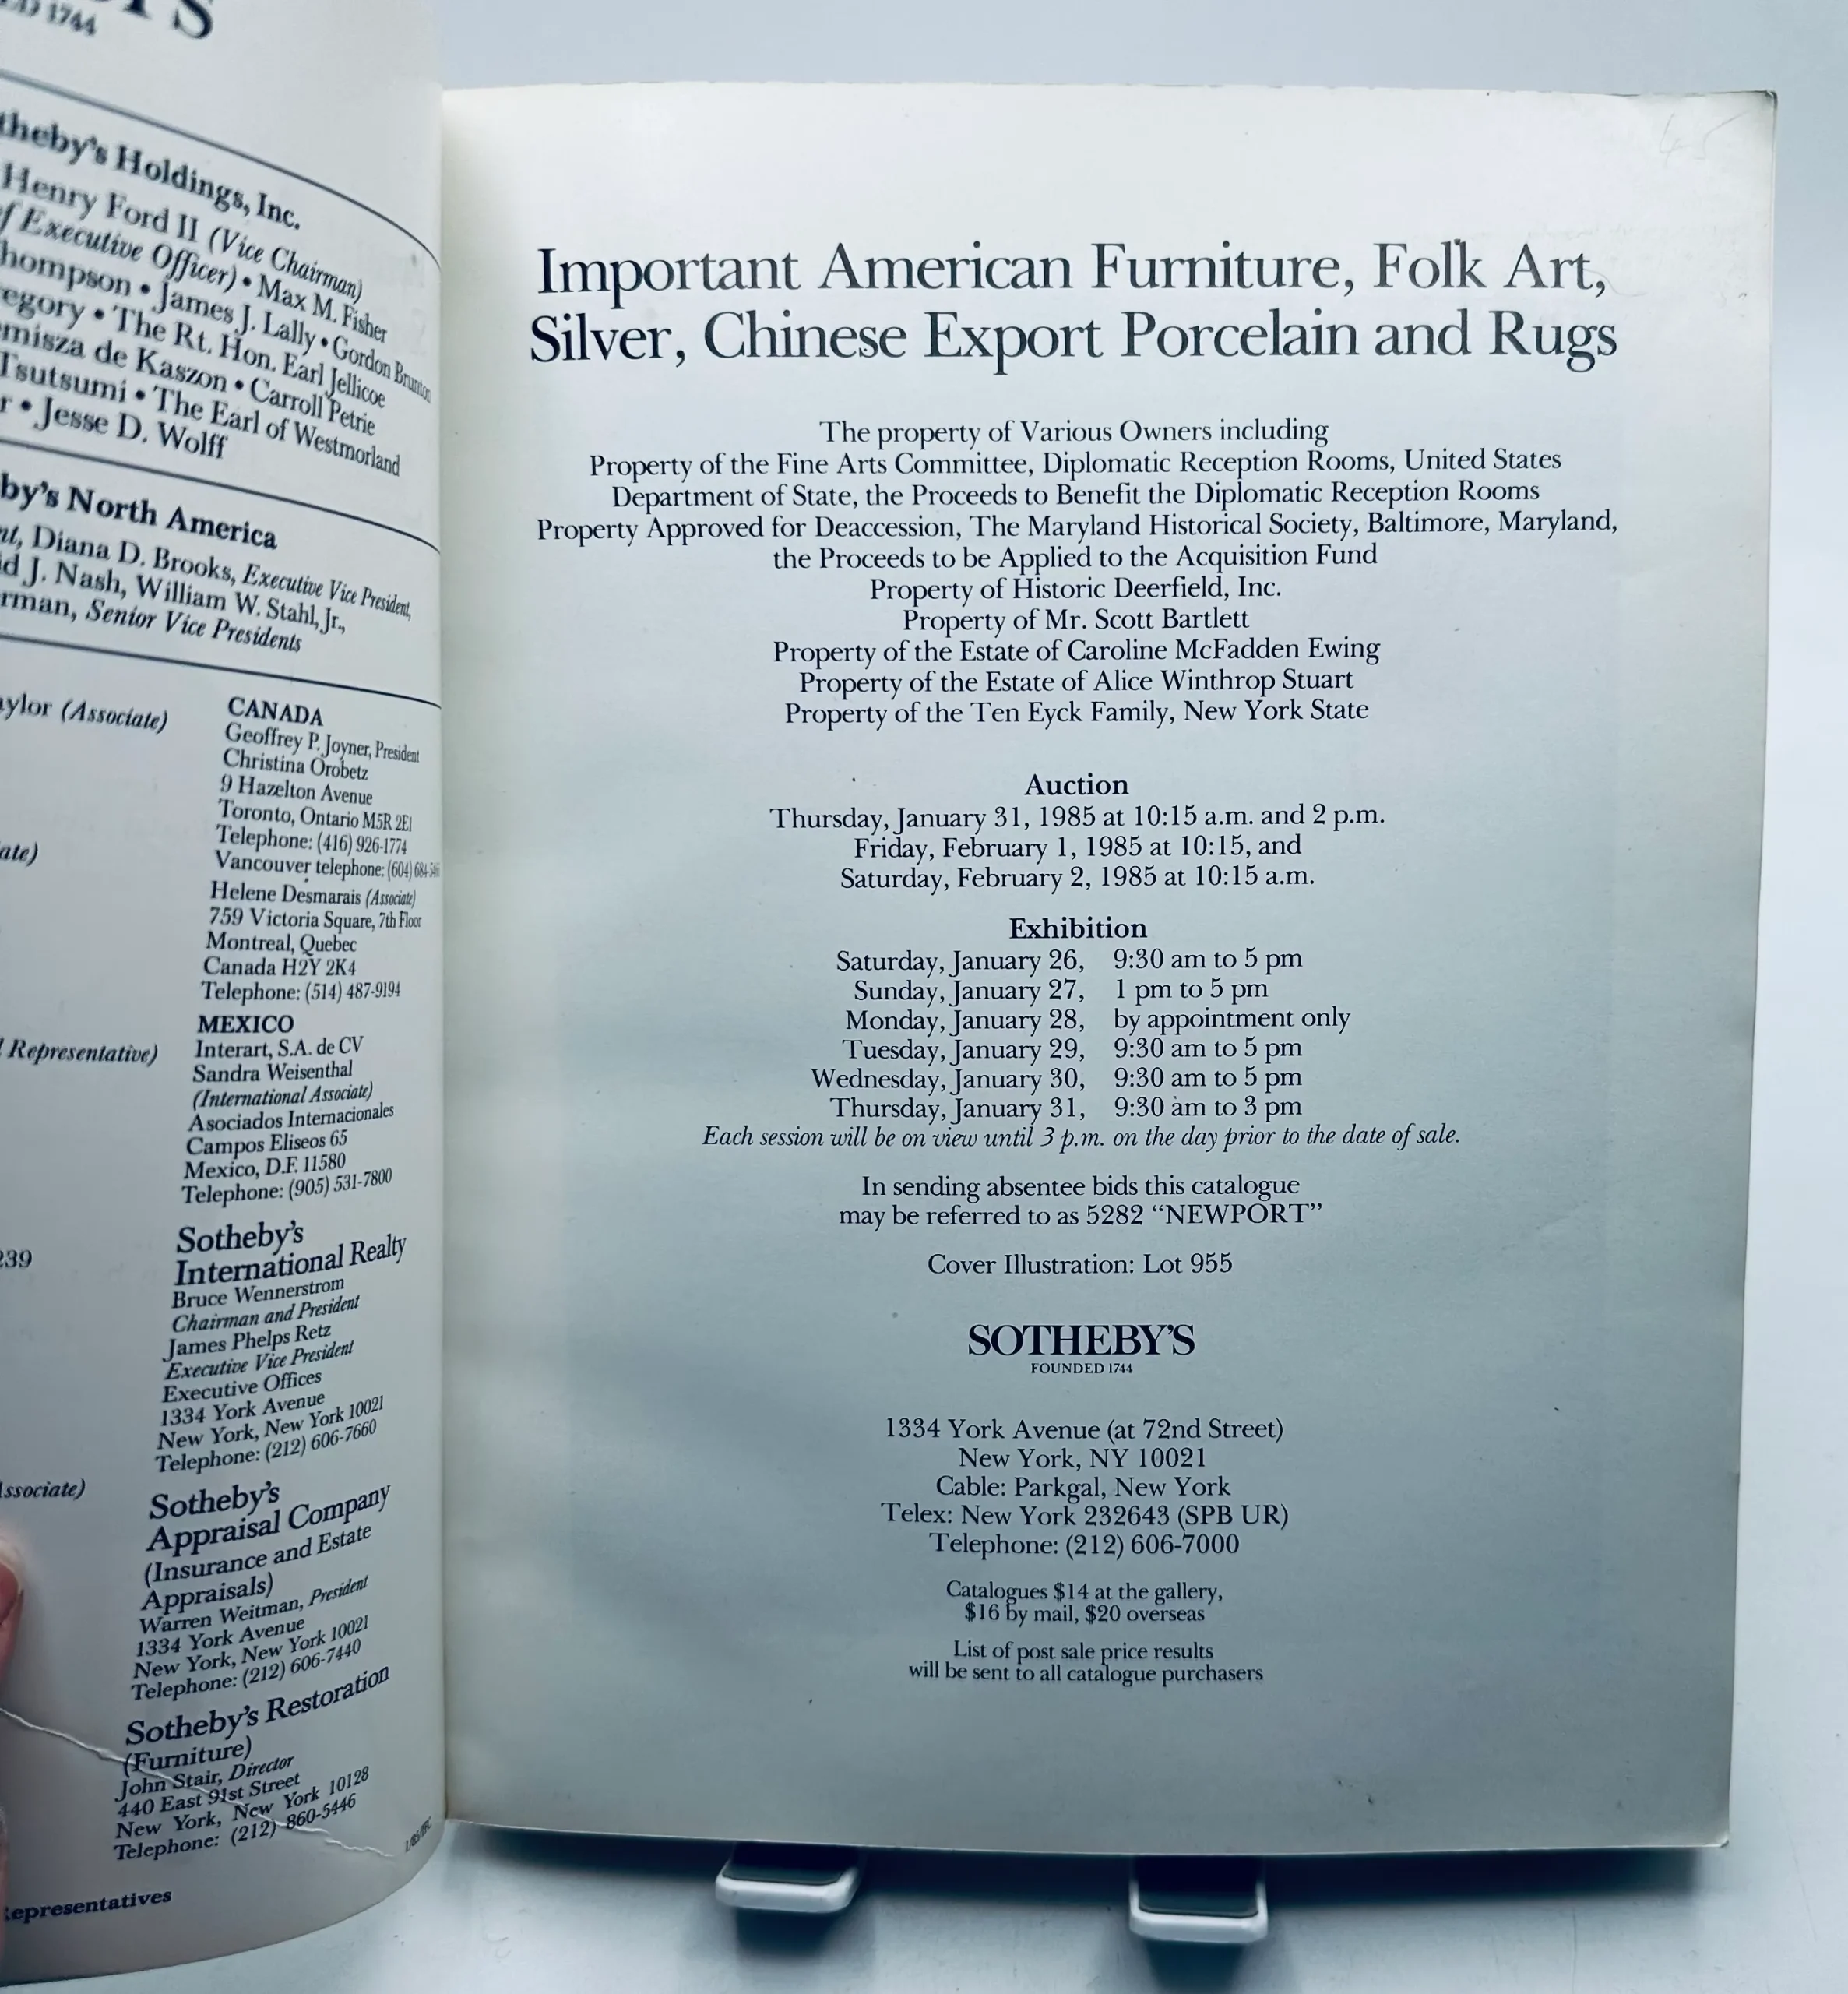 1744
Holdings, Inc.
Henry Ford II (Vice Chairman)
Executive Officer) • Max M. Fisher
James J. Lally • Gordon Brunton
• The Rt. Hon. Earl Jellicoe
de Kaszon • Carroll Petrie
Tsutsumi • The Earl of Westmorland
• Jesse D. Wolff
North America
Diana D. Brooks, Executive Vice President,
J. Nash, William W. Stahl, Jr.,
Senior Vice Presidents
(Associate)
CANADA
Geoffrey P. Joyner, President
Christina Orobetz
9 Hazelton Avenue
Toronto, Ontario M5R 2E1
Telephone: (416) 926-1774
Vancouver telephone: (604)
Helene Desmarais (Associate)
759 Victoria Square, 7th Floor
Montreal, Quebec
Canada H2Y 2K4
Telephone: (514) 487-9194
MEXICO
Interart, S.A. de CV
Representative)
Sandra Weisenthal
(International Associate)
Asociados Internacionales
Campos Eliseos 65
Mexico, D.F. 11580
Telephone: (905) 531-7800
Sotheby's
International Realty
Bruce Wennerstrom
Chairman and President
James Phelps Retz
Executive Vice President
Executive Offices
1334 York Avenue
New York, New York 10021
Telephone: (212) 606-7660
Sotheby's
Appraisal Company
(Insurance and Estate
Appraisals)
Warren Weitman, President
1334 York Avenue
New York, New York 10021
Telephone: (212) 606-7440
Sotheby's Restoration
(Furniture)
John Stair, Director
440 East 91st Street
New York, New York 10128
Telephone: (212) 860-5446
45
Important American Furniture, Folk Art,
Silver, Chinese Export Porcelain and Rugs
The property of Various Owners including
Property of the Fine Arts Committee, Diplomatic Reception Rooms, United States
Department of State, the Proceeds to Benefit the Diplomatic Reception Rooms
Property Approved for Deaccession, The Maryland Historical Society, Baltimore, Maryland,
the Proceeds to be Applied to the Acquisition Fund
Property of Historic Deerfield, Inc.
Property of Mr. Scott Bartlett
Property of the Estate of Caroline McFadden Ewing
Property of the Estate of Alice Winthrop Stuart
Property of the Ten Eyck Family, New York State
Auction
Thursday, January 31, 1985 at 10:15 a.m. and 2 p.m.
Friday, February 1, 1985 at 10:15, and
Saturday, February 2, 1985 at 10:15 a.m.
Exhibition
Saturday, January 26, 9:30 am to 5 pm
Sunday, January 27, 1 pm to 5 pm
Monday, January 28, by appointment only
Tuesday, January 29, 9:30 am to 5 pm
Wednesday, January 30, 9:30 am to 5 pm
Thursday, January 31, 9:30 am to 3 pm
Each session will be on view until 3 p.m. on the day prior to the date of sale.
In sending absentee bids this catalogue
may be referred to as 5282 “NEWPORT”
Cover Illustration: Lot 955
SOTHEBY'S
FOUNDED 1744
1334 York Avenue (at 72nd Street)
New York, NY 10021
Cable: Parkgal, New York
Telex: New York 232643 (SPB UR)
Telephone: (212) 606-7000
Catalogues $14 at the gallery,
$16 by mail, $20 overseas
List of post sale price results
will be sent to all catalogue purchasers